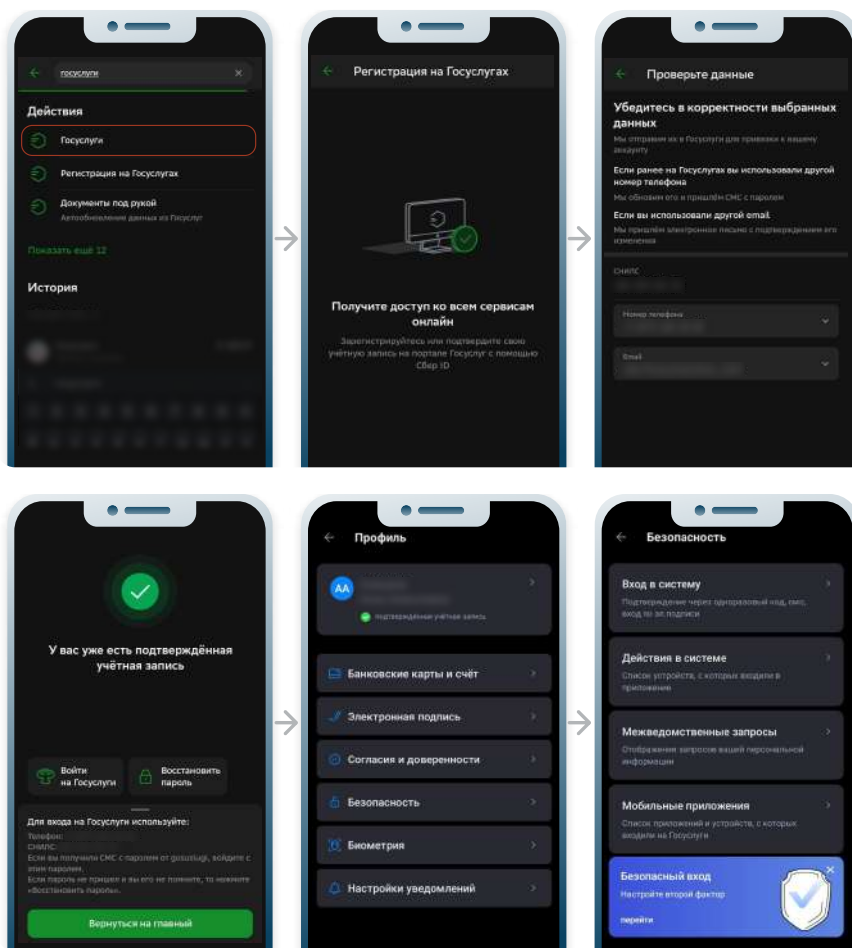 госуслуги
Действия
Госуслуги
Регистрация на Госуслугах
Документы под рукой
Автообновление данных из Госуслуг
Показать ещё 12
История
Регистрация на Госуслугах
Получите доступ ко всем сервисам
онлайн
Зарегистрируйтесь или подтвердите свою
учётную запись на портале Госуслуг с помощью
Сбер ID
Проверьте данные
Убедитесь в корректности выбранных
данных
Мы отправим их в Госуслуги для привязки к вашему
аккаунту
Если ранее на Госуслугах вы использовали другой
номер телефона
Мы обновим его и пришлём СМС с паролем
Если вы использовали другой email
Мы пришлём электронное письмо с подтверждением его
изменения
СНИЛС
Номер телефона
Email
У вас уже есть подтверждённая
учётная запись
Войти
на Госуслуги
Восстановить
пароль
Для входа на Госуслуги используйте:
Телефон:
СНИЛС:
Если вы получили СМС с паролем от gosuslugi, войдите с
этим паролем.
Если пароль не пришел и вы его не помните, то нажмите
«Восстановить пароль».
Вернуться на главный
Профиль
АА
подтверждённая учётная запись
Банковские карты и счёт
Электронная подпись
Согласия и доверенности
Безопасность
Биометрия
Настройки уведомлений
Безопасность
Вход в систему
Подтверждение через одноразовый код, смс,
вход по эл.подписи
Действия в системе
Список устройств, с которых входили в
приложение
Межведомственные запросы
Отображения запросов вашей персональной
информации
Мобильные приложения
Список приложений и устройств, с которых
входили на Госуслуги
Безопасный вход
Настройте второй фактор
перейти